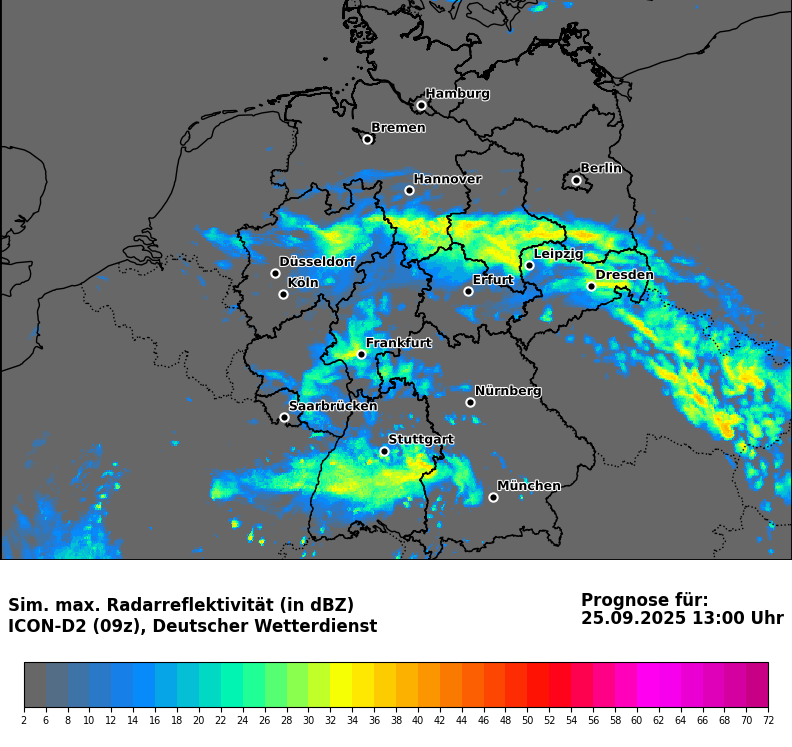 Hamburg
Bremen
Berlin
Hannover
Leipzig
Düsseldorf
Dresden
Köln
Erfurt
Frankfurt
Nürnberg
Saarbrücken
Stuttgart
München
Sim. max. Radarreflektivität (in dBZ)
ICON-D2 (09z), Deutscher Wetterdienst
Prognose für:
25.09.2025 13:00 Uhr
2 6 8 10 12 14 16 18 20 22 24 26 28 30 32 34 36 38 40 42 44 46 48 50 52 54 56 58 60 62 64 66 68 70 72